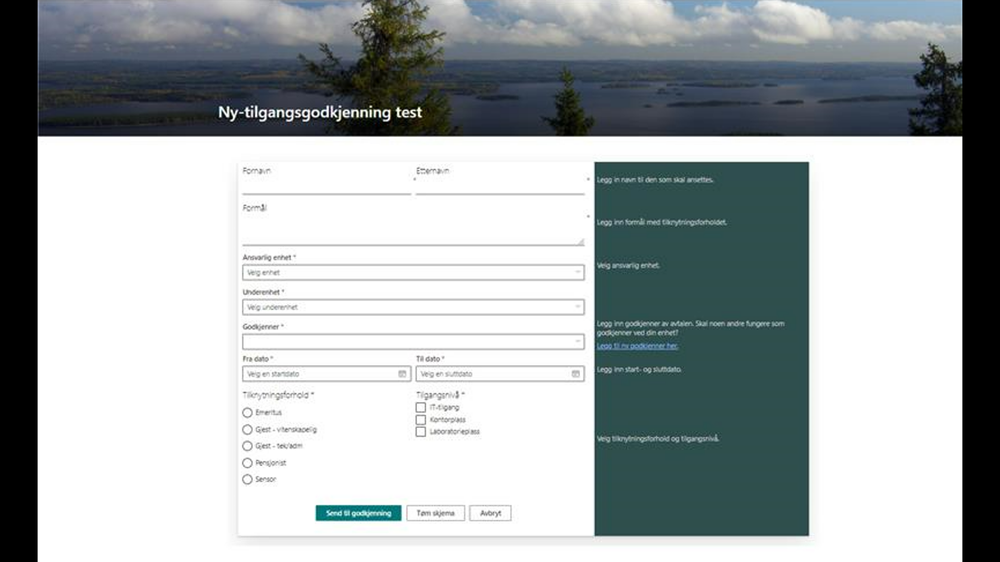 Ny-tilgangsgodkjenning test
Fornavn
Etternavn
*
*
Legg in navn til den som skal ansettes.
Formål
*
Legg inn formål med tilknytningsforholdet.
Ansvarlig enhet *
Velg enhet
Velg ansvarlig enhet.
Underenhet *
Velg underenhet
Godkjenner *
Legg inn godkjenner av avtalen. Skal noen andre fungere som
godkjenner ved din enhet?
Legg til ny godkjenner her.
Fra dato *
Til dato *
Velg en startdato
Velg en sluttdato
Legg inn start- og sluttdato.
Tilknytningsforhold *
Tilgangsnivå *
Emeritus
Gjest - vitenskapelig
Gjest - tek/adm
Pensjonist
Sensor
IT-tilgang
Kontorplass
Laboratorieplass
Velg tilknytningsforhold og tilgangsnivå.
Send til godkjenning
Tøm skjema
Avbryt